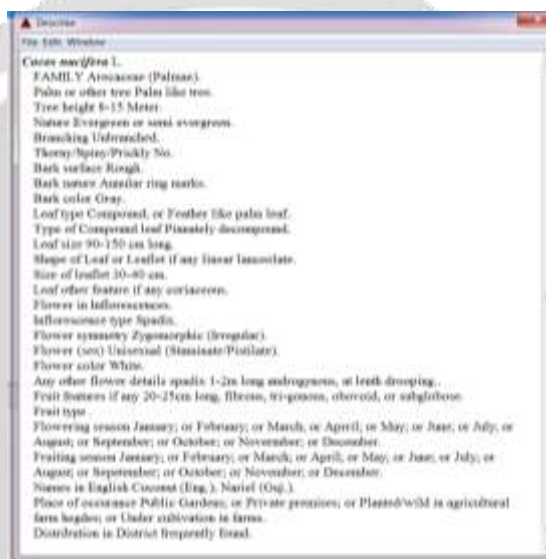 Describe
File Edit Window
Cocos nucifera L.
FAMILY Arecaceae (Palmae).
Palm or other tree Palm like tree.
Tree height 8-15 Meter.
Nature Evergreen or semi evergreen.
Branching Unbranched.
Thorny/Spiny/Prickly No.
Bark surface Rough.
Bark nature Annular ring marks.
Bark color Gray.
Leaf type Compound, or Feather like palm leaf.
Type of Compound leaf Pinnately decompound.
Leaf size 90-150 cm long.
Shape of Leaf or Leaflet if any linear lanceolate.
Size of leaflet 30-40 cm.
Leaf other feature if any coriaceous.
Flower in Inflorescences.
Inflorescence type Spadix.
Flower symmetry Zygomorphic (Irregular).
Flower (sex) Unisexual (Staminate/Pistilate).
Flower color White.
Any other flower details spadix 1-2m long androgynous, at lenth drooping..
Fruit features if any 20-25cm long, fibrous, tri-gonous, obovoid, or subglobose.
Fruit type .
Flowering season January; or February; or March; or April; or May; or June; or July; or
August; or September; or October; or November; or December.
Fruiting season January; or February; or March; or April; or May; or June; or July; or
August; or September; or October; or November; or December.
Names in English Coconut (Eng.); Nariel (Guj.).
Place of occurance Public Gardens; or Private premises; or Planted/wild in agricultural
farm hegdes; or Under cultivation in farms.
Distribution in District frequently found.